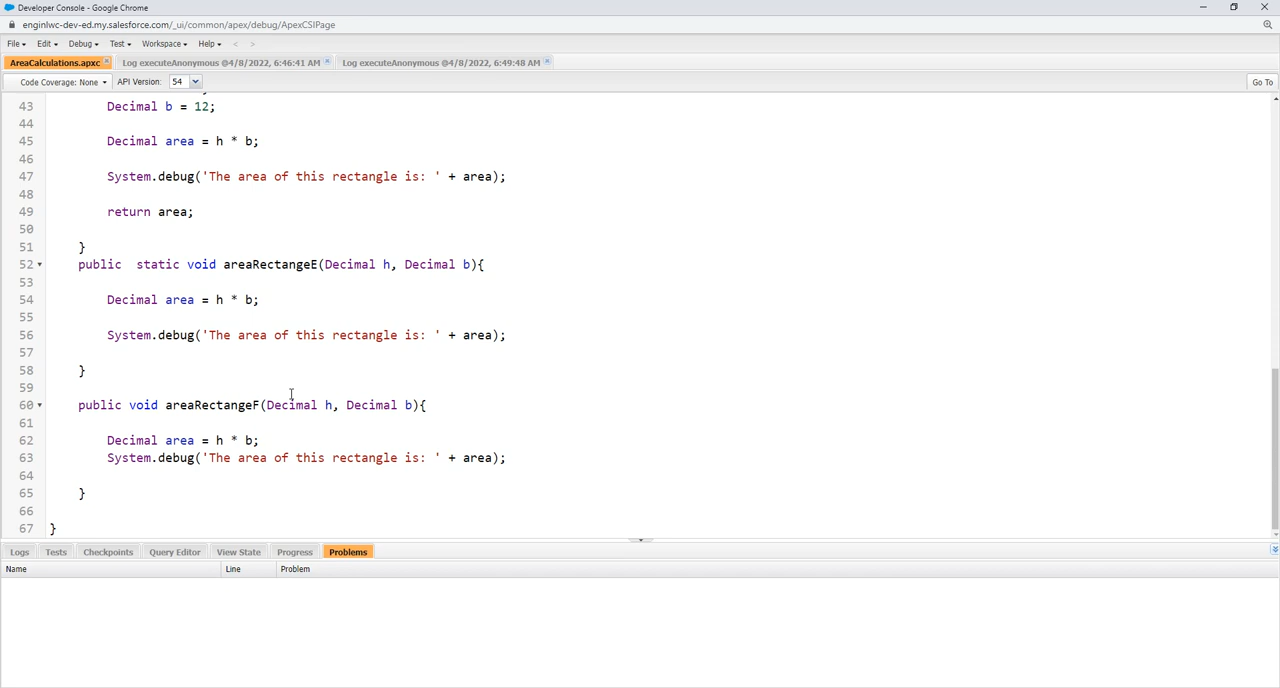 Developer Console - Google Chrome
enginlwc-dev-ed.my.salesforce.com/_ui/common/apex/debug/ApexCSIPage
File Edit Debug Test Workspace Help < >
AreaCalculations.apxc Log executeAnonymous @4/8/2022, 6:46:41 AM Log executeAnonymous @4/8/2022, 6:49:48 AM
Code Coverage: None API Version: 54 Go To
43 Decimal b = 12;
44
45 Decimal area = h * b;
46
47 System.debug('The area of this rectangle is: ' + area);
48
49 return area;
50
51 }
52 public static void areaRectangeE(Decimal h, Decimal b){
53
54 Decimal area = h * b;
55
56 System.debug('The area of this rectangle is: ' + area);
57
58 }
59
60 public void areaRectangeF(Decimal h, Decimal b){
61
62 Decimal area = h * b;
63 System.debug('The area of this rectangle is: ' + area);
64
65 }
66
67 }
Logs Tests Checkpoints Query Editor View State Progress Problems
Name Line Problem